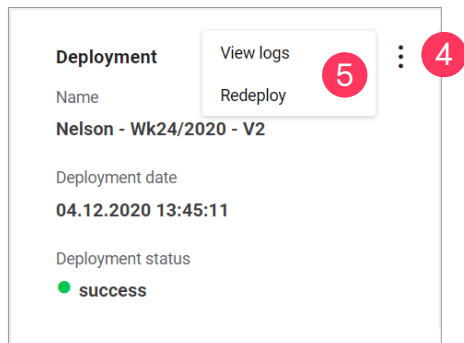 Deployment
View logs
4
5
Redeploy
Name
Nelson - Wk24/2020 - V2
Deployment date
04.12.2020 13:45:11
Deployment status
success